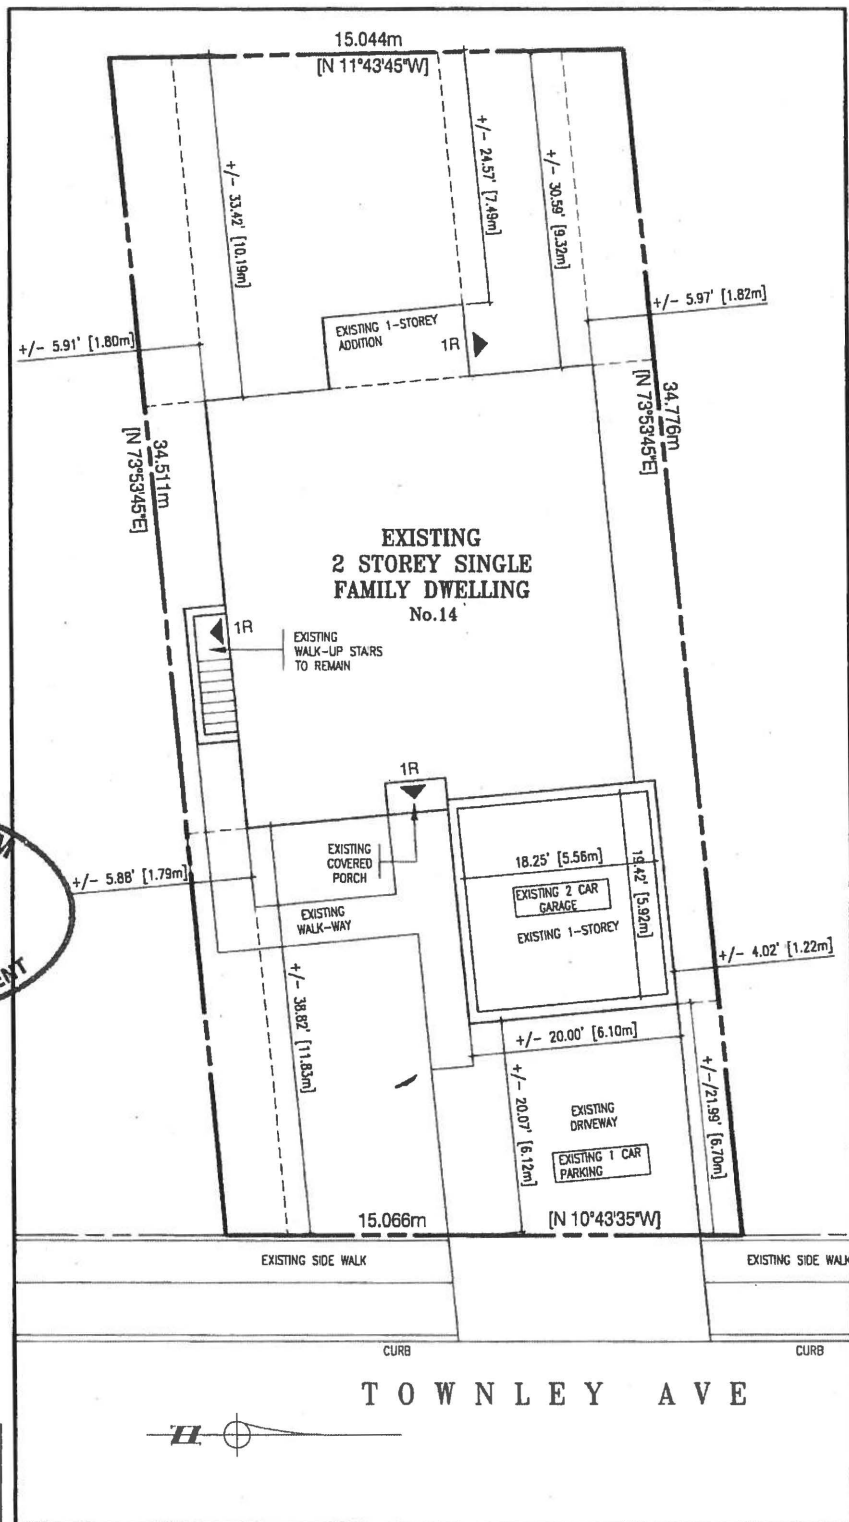 15.044m
[N 11°43'45"W]
+/- 33.42' [10.19m]
+/- 24.57' [7.49m]
+/- 30.59' [9.32m]
+/- 5.97' [1.82m]
EXISTING 1-STOREY
ADDITION
1R
+/- 5.91' [1.80m]
34.511m
[N 73°53'45"E]
34.776m
[N 73°53'45"E]
EXISTING
2 STOREY SINGLE
FAMILY DWELLING
No.14
1R
EXISTING
WALK-UP STARS
TO REMAIN
1R
EXISTING
COVERED
PORCH
+/- 5.88' [1.79m]
18.25' [5.56m]
19.42' [5.92m]
EXISTING 2 CAR
GARAGE
EXISTING 1-STOREY
EXISTING
WALK-WAY
+/- 4.02' [1.22m]
ENT
+/- 38.82' [11.83m]
+/- 20.00' [6.10m]
+/- 20.07' [6.12m]
+/-/21.99' [6.70m]
EXISTING
DRIVEWAY
EXISTING 1 CAR
PARKING
15.066m
[N 10°43'35"W]
EXISTING SIDE WALK
EXISTING SIDE WALK
CURB
CURB
TOWNLEY AVE
N